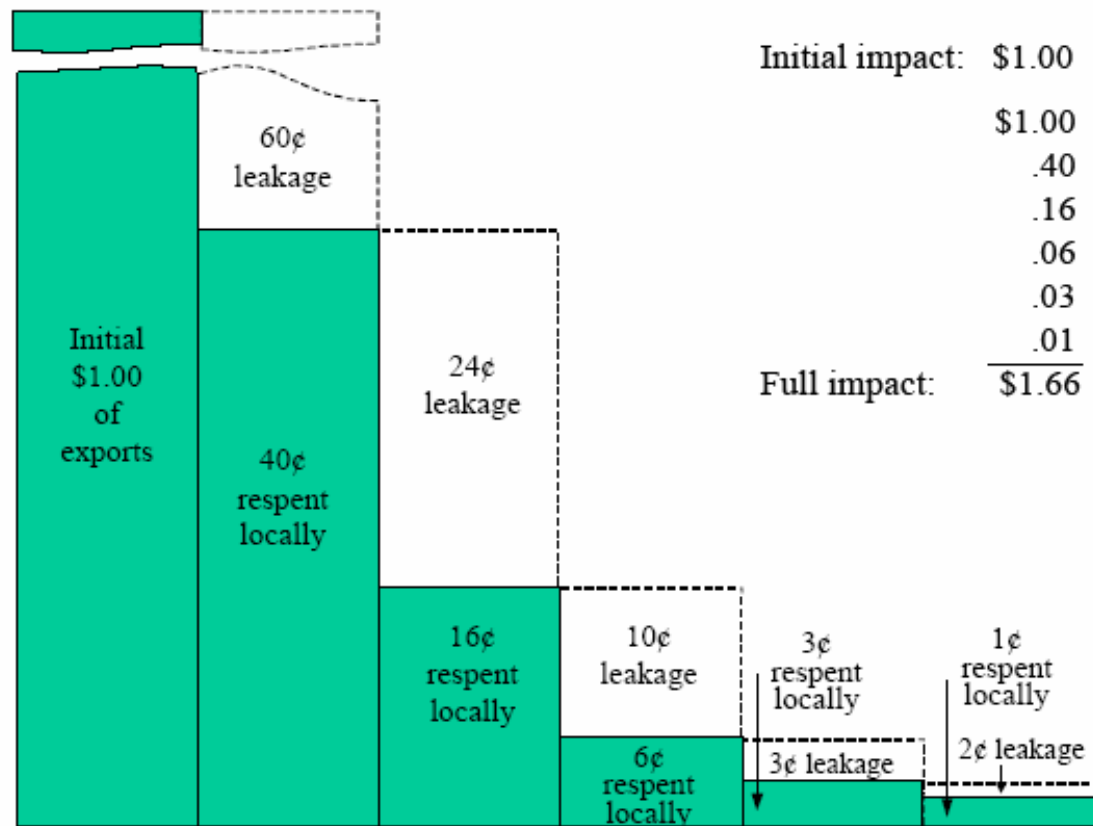 Initial impact: $1.00
$1.00
.40
.16
.06
.03
.01
Full impact: $1.66
60¢
leakage
Initial
$1.00
of
exports
24¢
leakage
40¢
respent
locally
16¢
respent
locally
10¢
leakage
6¢
respent
locally
3¢
respent
locally
3¢ leakage
1¢
respent
locally
2¢ leakage